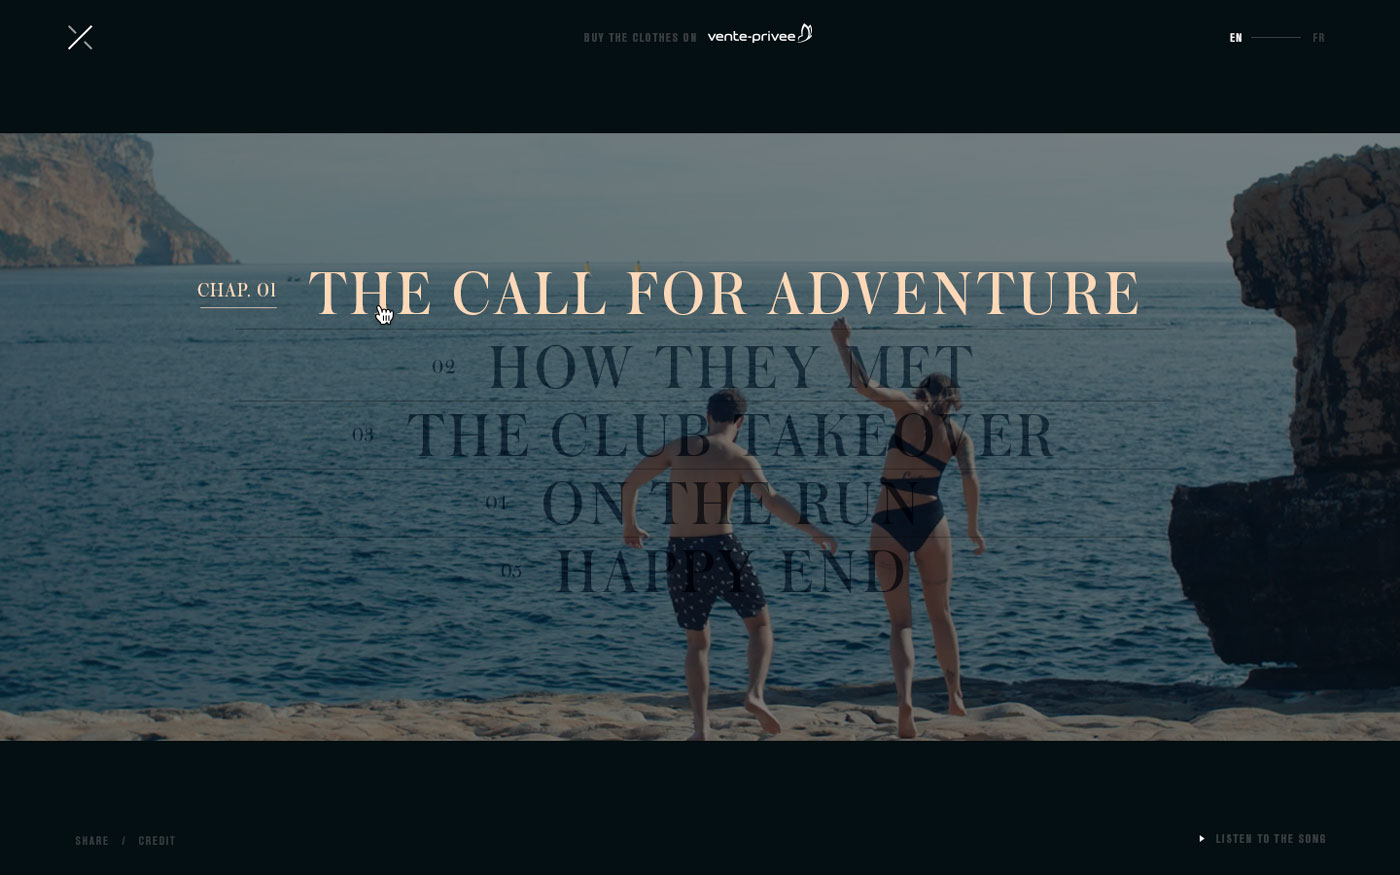 BUY THE CLOTHES ON vente-privee
EN FR
CHAP. 01 THE CALL FOR ADVENTURE
02 HOW THEY MET
03 THE CLUB TAKEOVER
04 ON THE RUN
05 HAPPY END
SHARE / CREDIT
LISTEN TO THE SONG